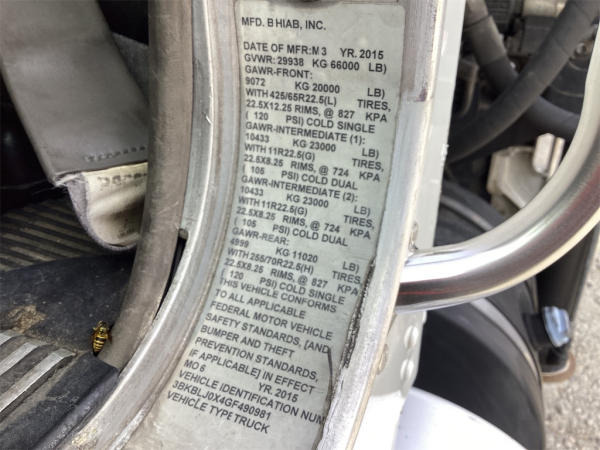 MFD. B HIAB, INC.
DATE OF MFR: M 3 YR. 2015
GVWR: 29938 KG 66000 LB)
GAWR-FRONT:
9072 KG 20000 LB)
WITH 425/65R22.5(L) TIRES,
22.5X12.25 RIMS, @ 827 KPA
( 120 PSI) COLD SINGLE
GAWR-INTERMEDIATE (1):
10433 KG 23000 LB)
WITH 11R22.5(G) TIRES,
22.5X8.25 RIMS, @ 724 KPA
( 105 PSI) COLD DUAL
GAWR-INTERMEDIATE (2):
10433 KG 23000 LB)
WITH 11R22.5(G) TIRES,
22.5X8.25 RIMS, @ 724 KPA
( 105 PSI) COLD DUAL
GAWR-REAR:
4999 KG 11020 LB)
WITH 255/70R22.5(H) TIRES,
22.5X8.25 RIMS, @ 827 KPA
( 120 PSI) COLD SINGLE
THIS VEHICLE CONFORMS
TO ALL APPLICABLE
FEDERAL MOTOR VEHICLE
SAFETY STANDARDS, [AND
BUMPER AND THEFT
PREVENTION STANDARDS,
IF APPLICABLE] IN EFFECT
MO 6 YR. 2015
VEHICLE IDENTIFICATION NUM
3BKBLJ0X4GF490981
VEHICLE TYPE TRUCK